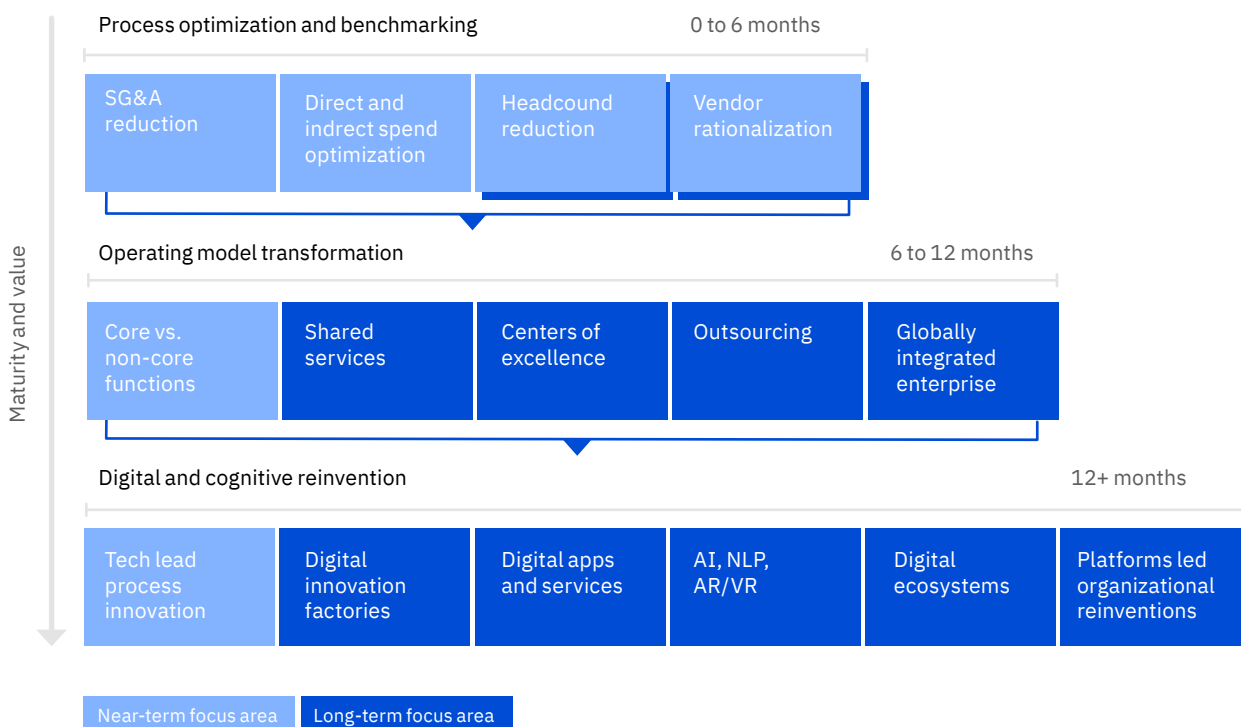 Process optimization and benchmarking
0 to 6 months
SG&A
reduction
Direct and
indrect spend
optimization
Headcound
reduction
Vendor
rationalization
Maturity and value
Operating model transformation
6 to 12 months
Core vs.
non-core
functions
Shared
services
Centers of
excellence
Outsourcing
Globally
integrated
enterprise
Digital and cognitive reinvention
12+ months
Tech lead
process
innovation
Digital
innovation
factories
Digital apps
and services
AI, NLP,
AR/VR
Digital
ecosystems
Platforms led
organizational
reinventions
Near-term focus area
Long-term focus area